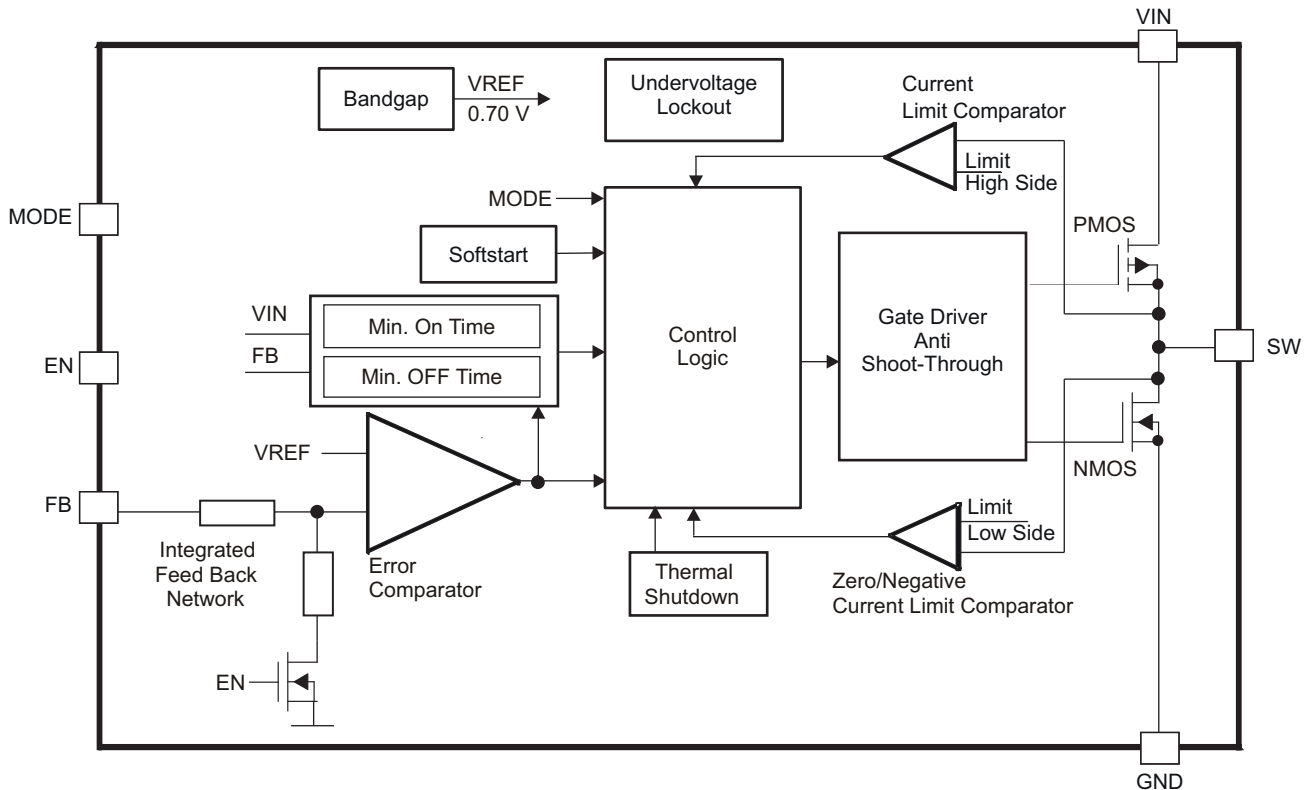 VIN
Bandgap
VREF
0.70 V
Undervoltage
Lockout
Current
Limit Comparator
Limit
High Side
MODE
MODE
PMOS
Softstart
VIN
FB
Min. On Time
Min. OFF Time
Control
Logic
Gate Driver
Anti
Shoot-Through
EN
SW
VREF
NMOS
FB
Integrated
Feed Back
Network
Error
Comparator
Thermal
Shutdown
Limit
Low Side
Zero/Negative
Current Limit Comparator
EN
GND